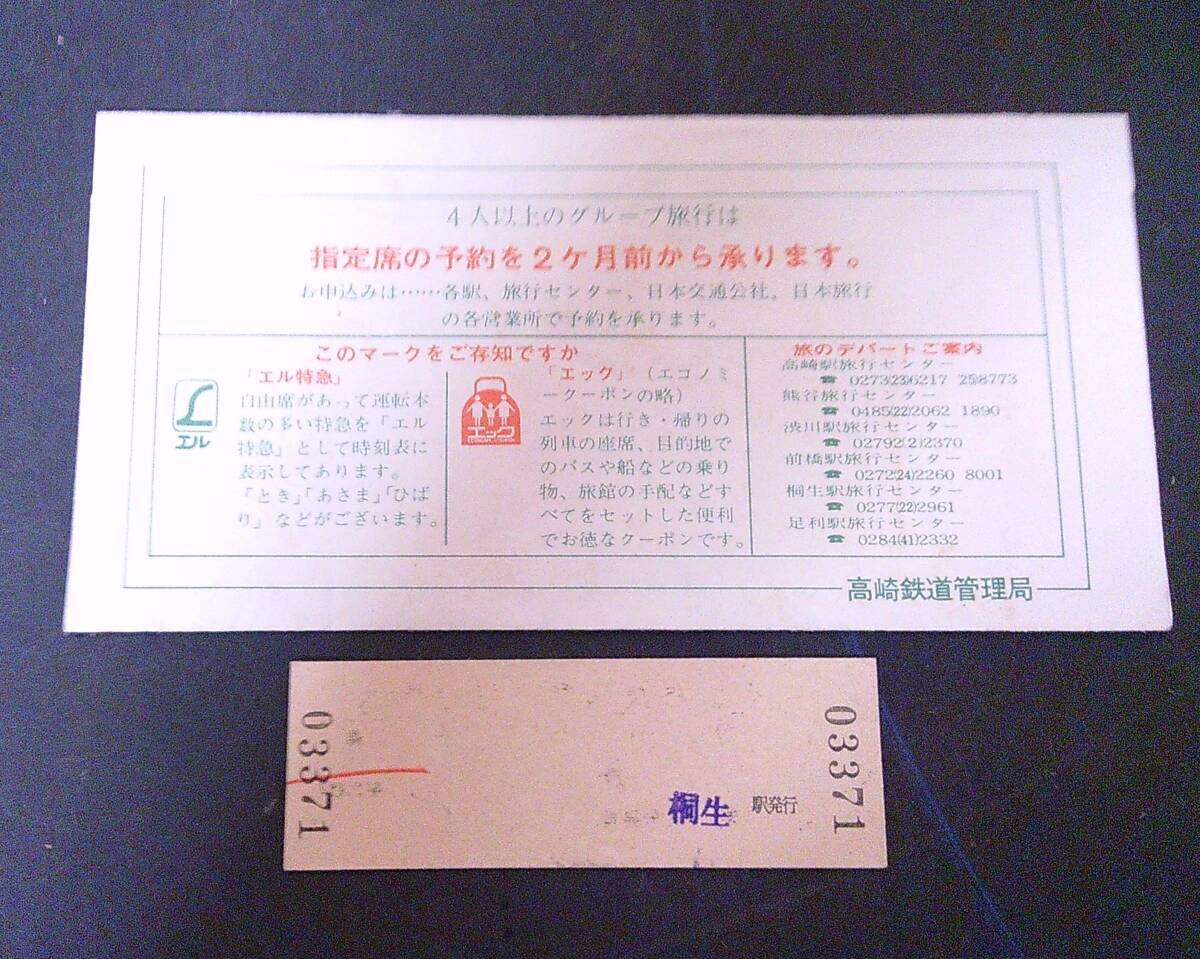 4人以上のグループ旅行は
指定席の予約を2ケ月前から承ります。
お申込みは……各駅、旅行センター、日本交通公社、日本旅行
の各営業所で予約を承ります。
このマークをご存知ですか
「エル特急」
自由席があって運転本
数の多い特急を「エル
特急」として時刻表に
表示してあります。
「とき」「あさま」「ひば
り」などがございます。
エル
「エック」(エコノミ
ークーポンの略)
エックは行き・帰りの
列車の座席、目的地で
のバスや船などの乗り
物、旅館の手配などす
べてをセットした便利
でお徳なクーポンです。
エック
ECONOMY COUPON
旅のデパートご案内
高崎駅旅行センター
☎ 0273(23)6217 (25)8773
熊谷駅旅行センター
☎ 0485(22)2062 1890
渋川駅旅行センター
☎ 02792(2)2370
前橋駅旅行センター
☎ 0272(24)2260 8001
桐生駅旅行センター
☎ 0277(22)2961
足利駅旅行センター
☎ 0284(41)2332
高崎鉄道管理局
03371
桐生 駅発行
03371